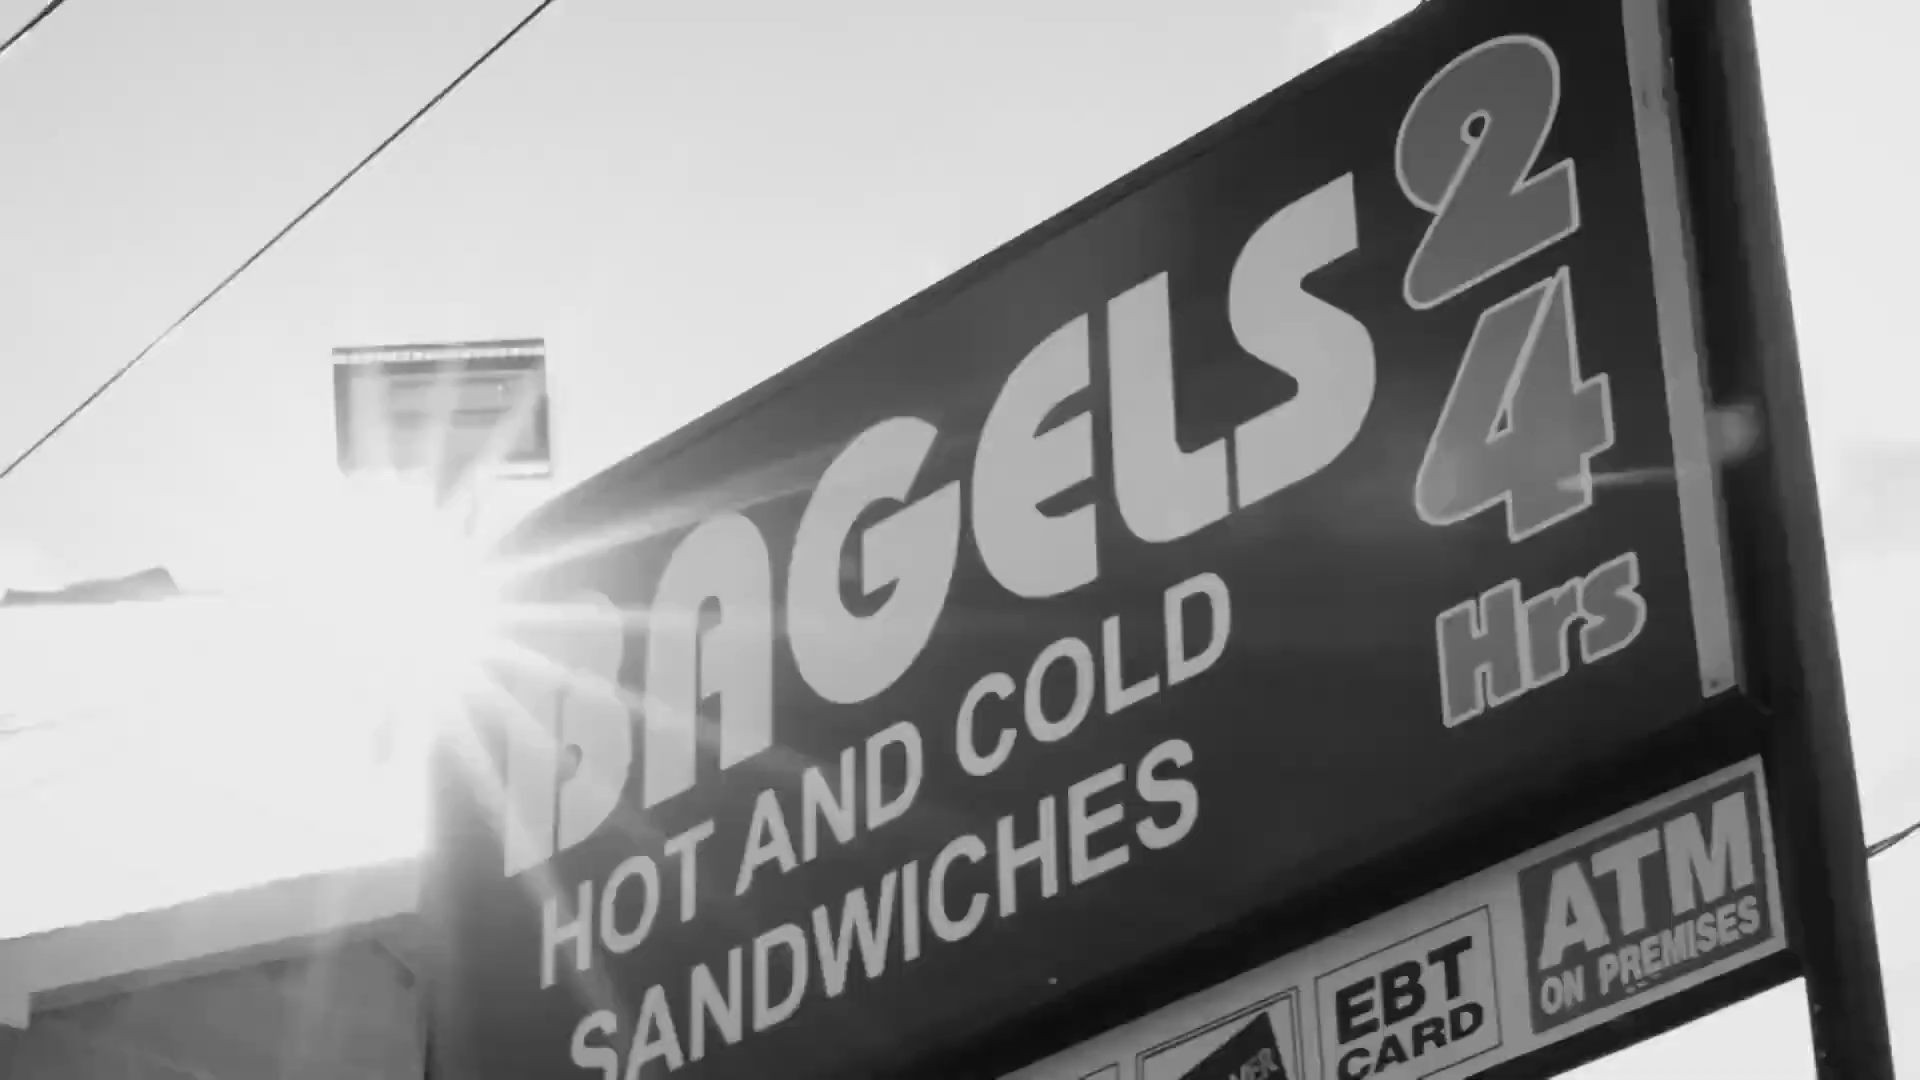 BAGELS
HOT AND COLD
SANDWICHES
24
Hrs
EBT
CARD
ATM
ON PREMISES